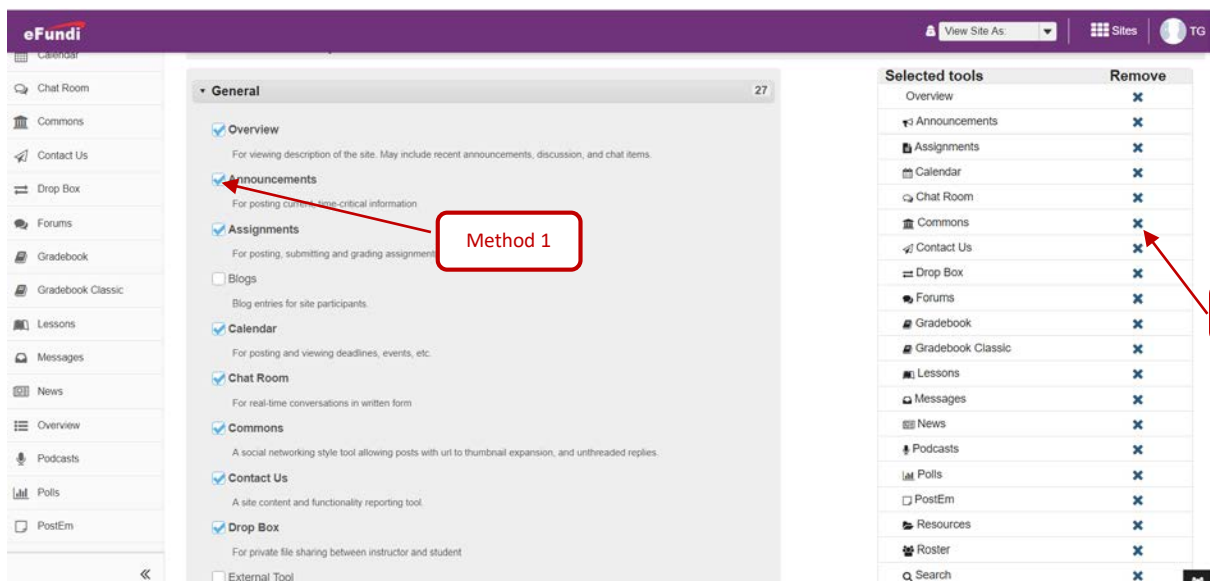 eFundi
View Site As:
Sites
TG
Calendar
Chat Room
Commons
Contact Us
Drop Box
Forums
Gradebook
Gradebook Classic
Lessons
Messages
News
Overview
Podcasts
Polls
PostEm
«
General
27
Overview
For viewing description of the site. May include recent announcements, discussion, and chat items.
Announcements
For posting current, time-critical information
Assignments
For posting, submitting and grading assignment
Method 1
Blogs
Blog entries for site participants.
Calendar
For posting and viewing deadlines, events, etc.
Chat Room
For real-time conversations in written form
Commons
A social networking style tool allowing posts with url to thumbnail expansion, and unthreaded replies.
Contact Us
A site content and functionality reporting tool.
Drop Box
For private file sharing between instructor and student
External Tool
Selected tools Remove
Overview
Announcements
Assignments
Calendar
Chat Room
Commons
Contact Us
Drop Box
Forums
Gradebook
Gradebook Classic
Lessons
Messages
News
Podcasts
Polls
PostEm
Resources
Roster
Search